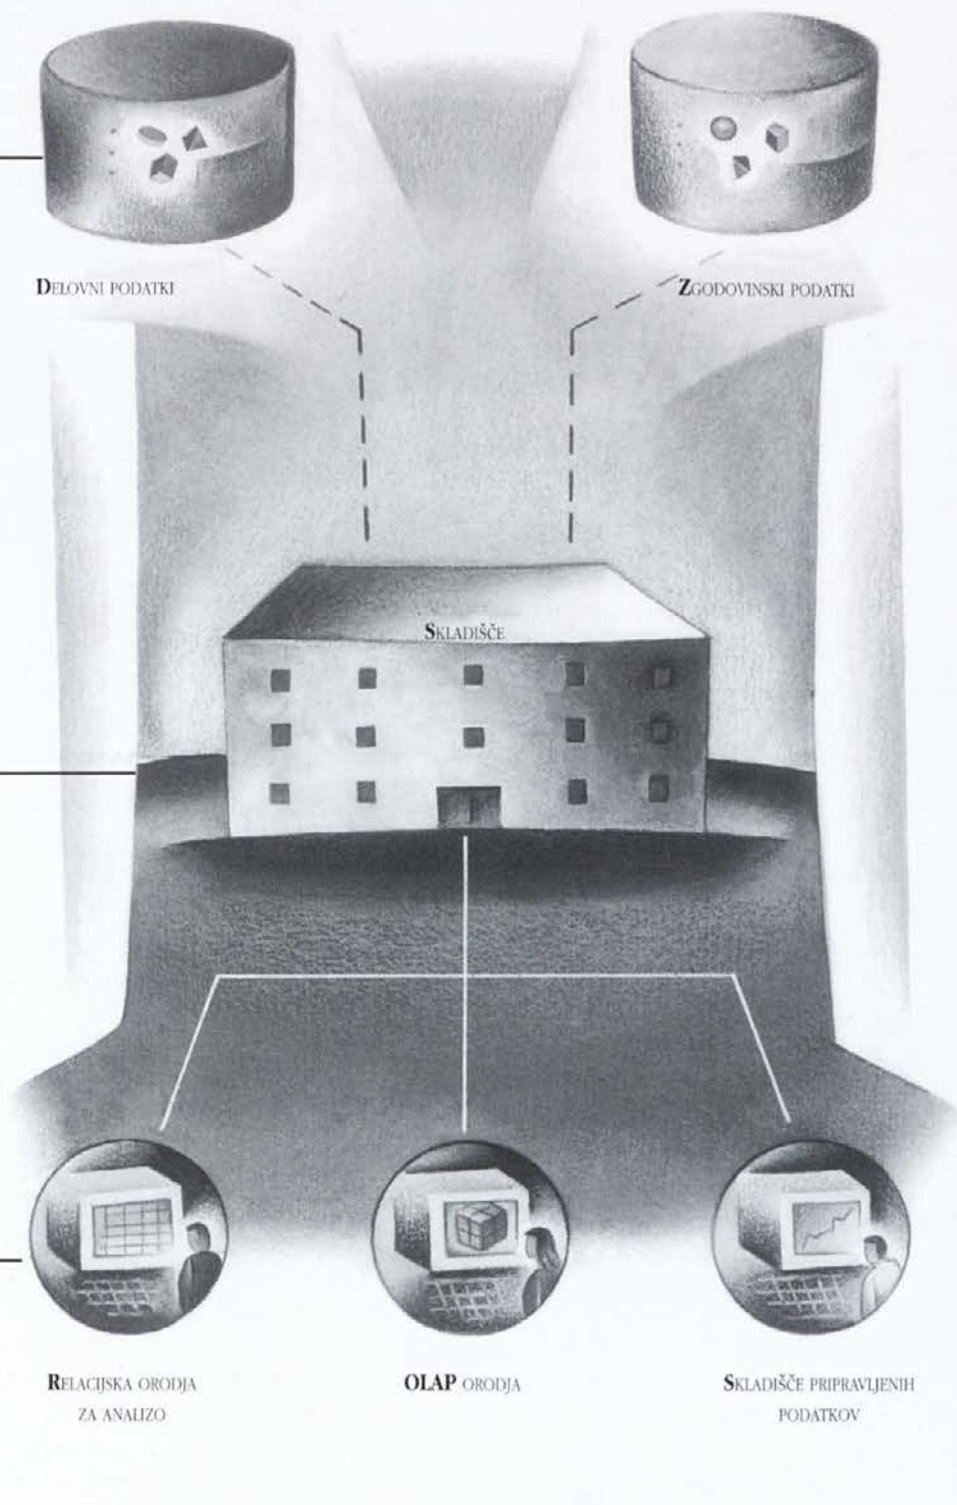 DELOVNI PODATKI
ZGODOVINSKI PODATKI
SKLADIŠČE
RELACIJSKA ORODJA
ZA ANALIZO
OLAP ORODJA
SKLADIŠČE PRIPRAVLJENIH
PODATKOV